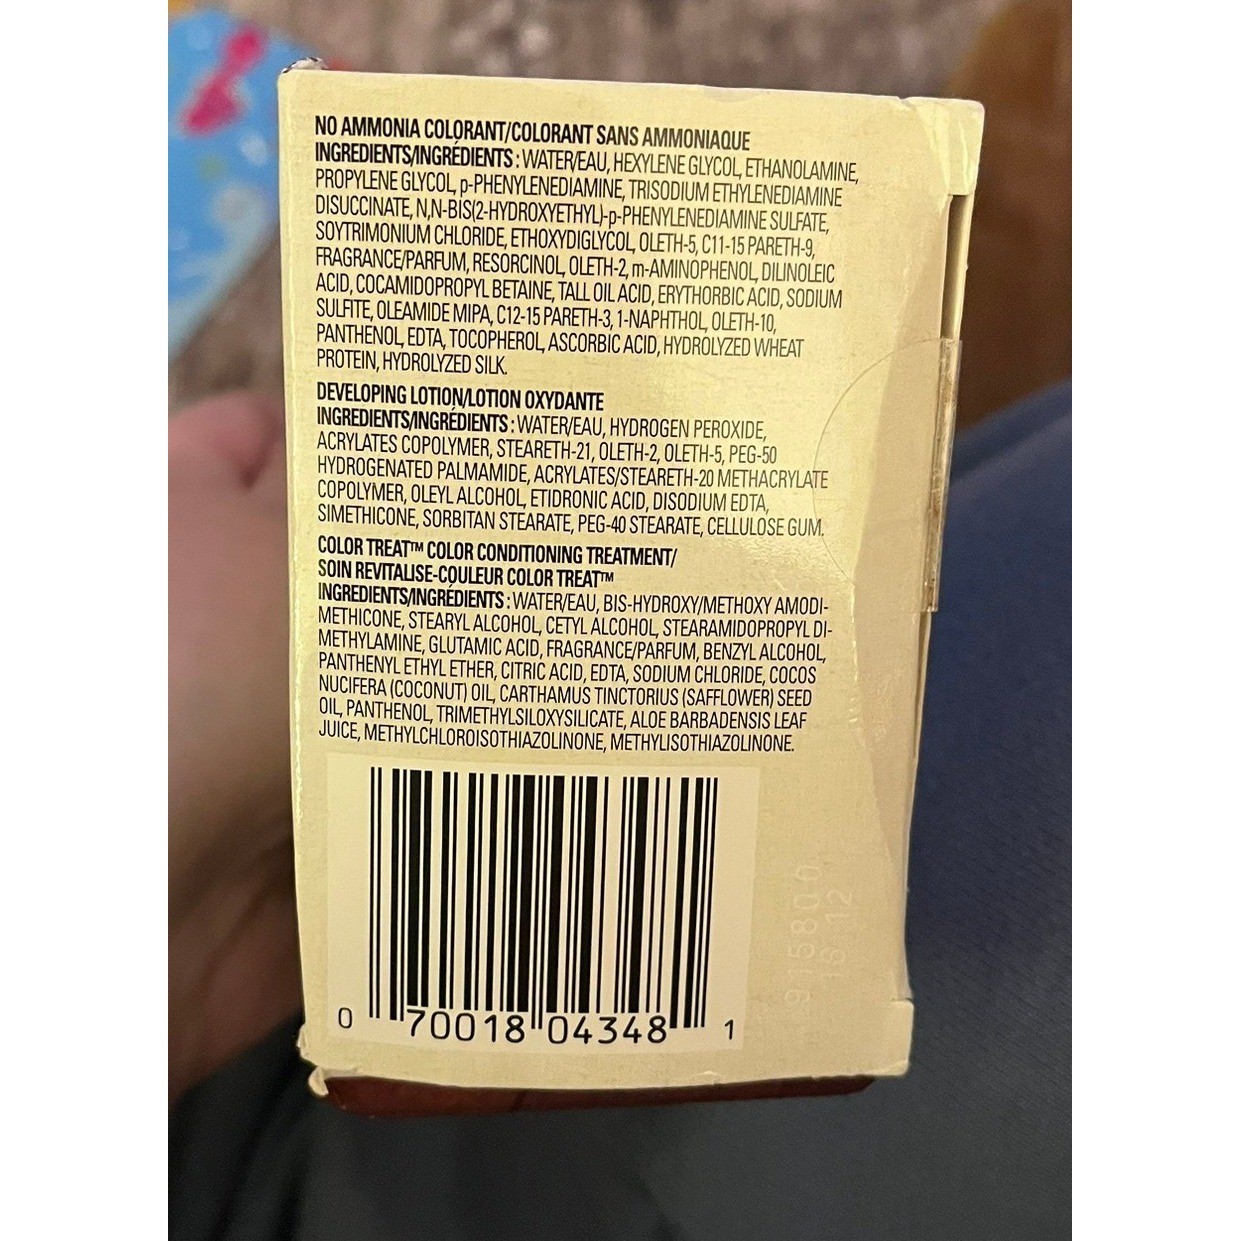 NO AMMONIA COLORANT/COLORANT SANS AMMONIAQUE
INGREDIENTS/INGRÉDIENTS : WATER/EAU, HEXYLENE GLYCOL, ETHANOLAMINE,
PROPYLENE GLYCOL, p-PHENYLENEDIAMINE, TRISODIUM ETHYLENEDIAMINE
DISUCCINATE, N,N-BIS(2-HYDROXYETHYL)-p-PHENYLENEDIAMINE SULFATE,
SOYTRIMONIUM CHLORIDE, ETHOXYDIGLYCOL, OLETH-5, C11-15 PARETH-9,
FRAGRANCE/PARFUM, RESORCINOL, OLETH-2, m-AMINOPHENOL, DILINOLEIC
ACID, COCAMIDOPROPYL BETAINE, TALL OIL ACID, ERYTHORBIC ACID, SODIUM
SULFITE, OLEAMIDE MIPA, C12-15 PARETH-3, 1-NAPHTHOL, OLETH-10,
PANTHENOL, EDTA, TOCOPHEROL, ASCORBIC ACID, HYDROLYZED WHEAT
PROTEIN, HYDROLYZED SILK.
DEVELOPING LOTION/LOTION OXYDANTE
INGREDIENTS/INGRÉDIENTS : WATER/EAU, HYDROGEN PEROXIDE,
ACRYLATES COPOLYMER, STEARETH-21, OLETH-2, OLETH-5, PEG-50
HYDROGENATED PALMAMIDE, ACRYLATES/STEARETH-20 METHACRYLATE
COPOLYMER, OLEYL ALCOHOL, ETIDRONIC ACID, DISODIUM EDTA,
SIMETHICONE, SORBITAN STEARATE, PEG-40 STEARATE, CELLULOSE GUM.
COLOR TREAT™ COLOR CONDITIONING TREATMENT/
SOIN REVITALISE-COULEUR COLOR TREAT™
INGREDIENTS/INGRÉDIENTS : WATER/EAU, BIS-HYDROXY/METHOXY AMODI-
METHICONE, STEARYL ALCOHOL, CETYL ALCOHOL, STEARAMIDOPROPYL DI-
METHYLAMINE, GLUTAMIC ACID, FRAGRANCE/PARFUM, BENZYL ALCOHOL,
PANTHENYL ETHYL ETHER, CITRIC ACID, EDTA, SODIUM CHLORIDE, COCOS
NUCIFERA (COCONUT) OIL, CARTHAMUS TINCTORIUS (SAFFLOWER) SEED
OIL, PANTHENOL, TRIMETHYLSILOXYSILICATE, ALOE BARBADENSIS LEAF
JUICE, METHYLCHLOROISOTHIAZOLINONE, METHYLISOTHIAZOLINONE.
0 70018 04348 1
915800
16 12